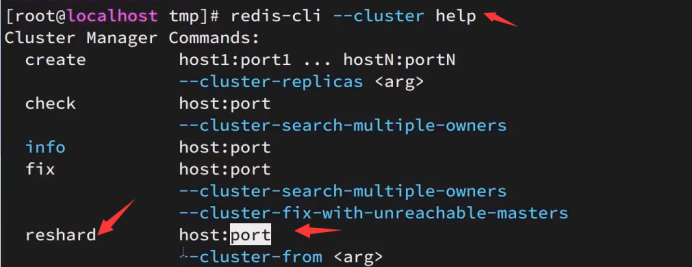 [root@localhost tmp]# redis-cli --cluster help
Cluster Manager Commands:
create host1:port1 ... hostN:portN
--cluster-replicas <arg>
check host:port
--cluster-search-multiple-owners
info host:port
fix host:port
--cluster-search-multiple-owners
--cluster-fix-with-unreachable-masters
reshard host:port
--cluster-from <arg>